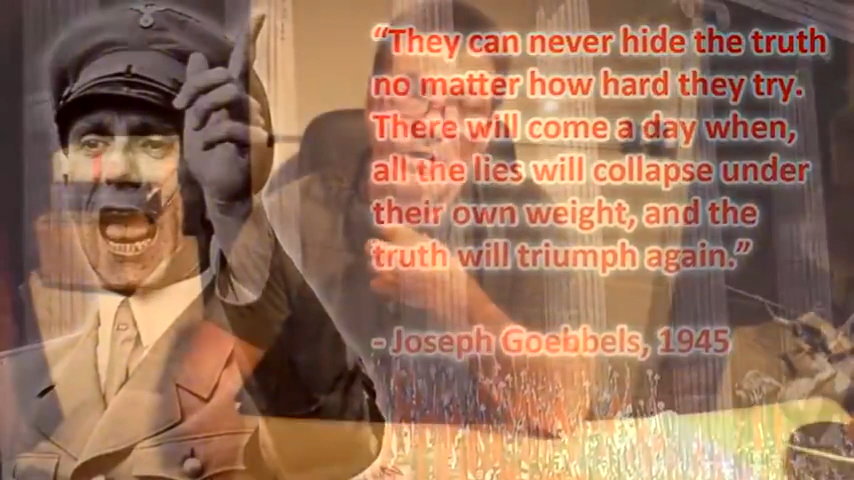 “They can never hide the truth
no matter how hard they try.
There will come a day when,
all the lies will collapse under
their own weight, and the
truth will triumph again.”
- Joseph Goebbels, 1945